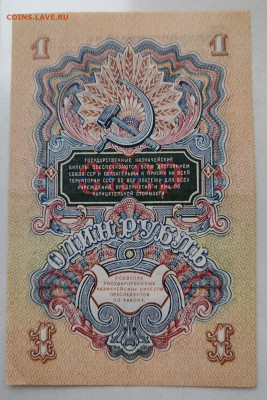 COINS.LAVE.RU
1 1
ГОСУДАРСТВЕННЫЕ КАЗНАЧЕЙСКИЕ
БИЛЕТЫ ОБЕСПЕЧИВАЮТСЯ ВСЕМ ДОСТОЯНИЕМ
СОЮЗА ССР И ОБЯЗАТЕЛЬНЫ К ПРИЕМУ НА ВСЕЙ
ТЕРРИТОРИИ СССР ВО ВСЕ ПЛАТЕЖИ ДЛЯ ВСЕХ
УЧРЕЖДЕНИЙ, ПРЕДПРИЯТИЙ И ЛИЦ ПО
НАРИЦАТЕЛЬНОЙ СТОИМОСТИ
ОДИН РУБЛЬ
ПОДДЕЛКА
ГОСУДАРСТВЕННЫХ
КАЗНАЧЕЙСКИХ БИЛЕТОВ
ПРЕСЛЕДУЕТСЯ
ПО ЗАКОНУ.
1 1